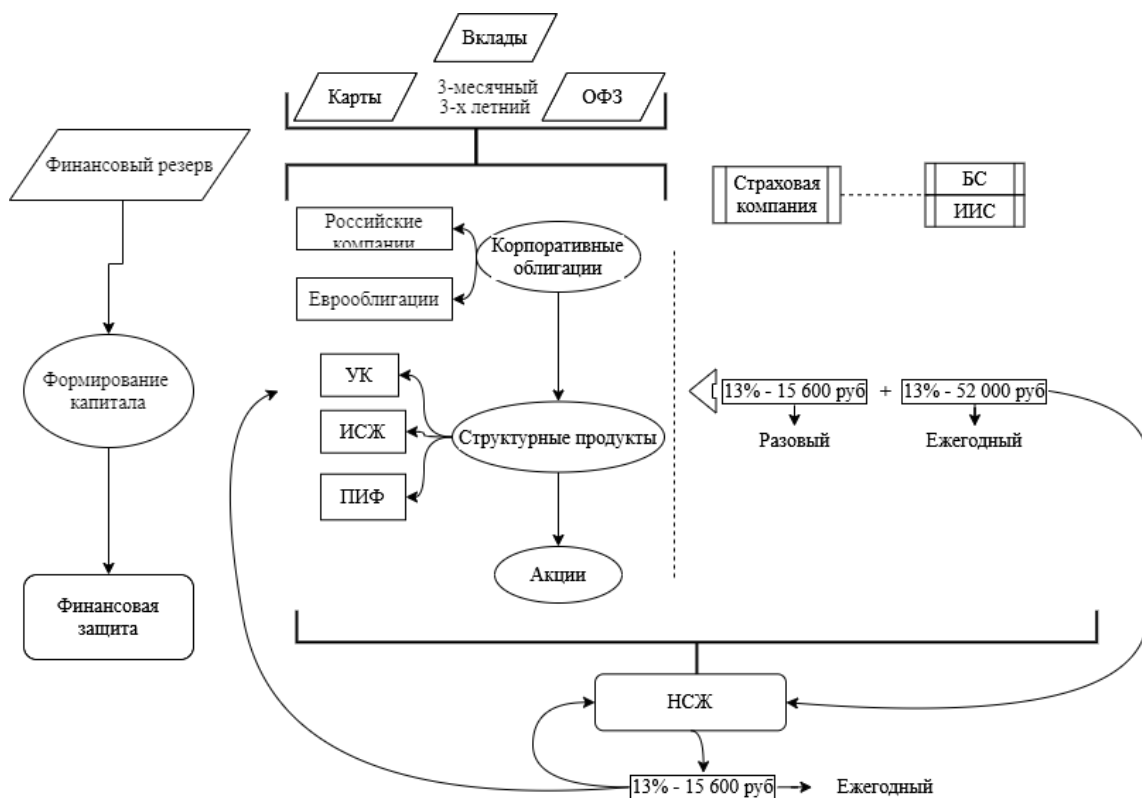 Вклады
Карты
3-месячный
3-х летний
ОФЗ
Финансовый резерв
Страховая
компания
БС
ИИС
Российские
компании
Корпоративные
облигации
Еврооблигации
Формирование
капитала
УК
ИСЖ
ПИФ
Структурные продукты
13% - 15 600 руб + 13% - 52 000 руб
Разовый
Ежегодный
Акции
Финансовая
защита
НСЖ
13% - 15 600 руб
Ежегодный